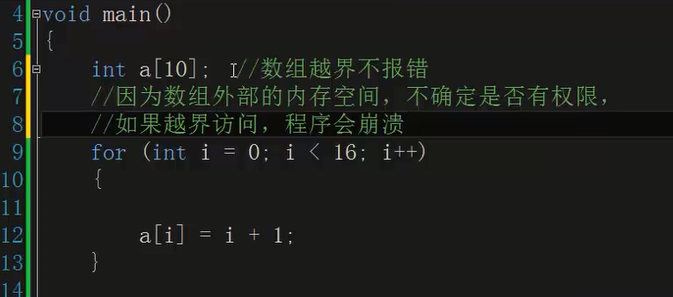 4 void main()
5 {
6 int a[10]; //数组越界不报错
7 //因为数组外部的内存空间，不确定是否有权限，
8 //如果越界访问，程序会崩溃
9 for (int i = 0; i < 16; i++)
10 {
11
12 a[i] = i + 1;
13 }
14